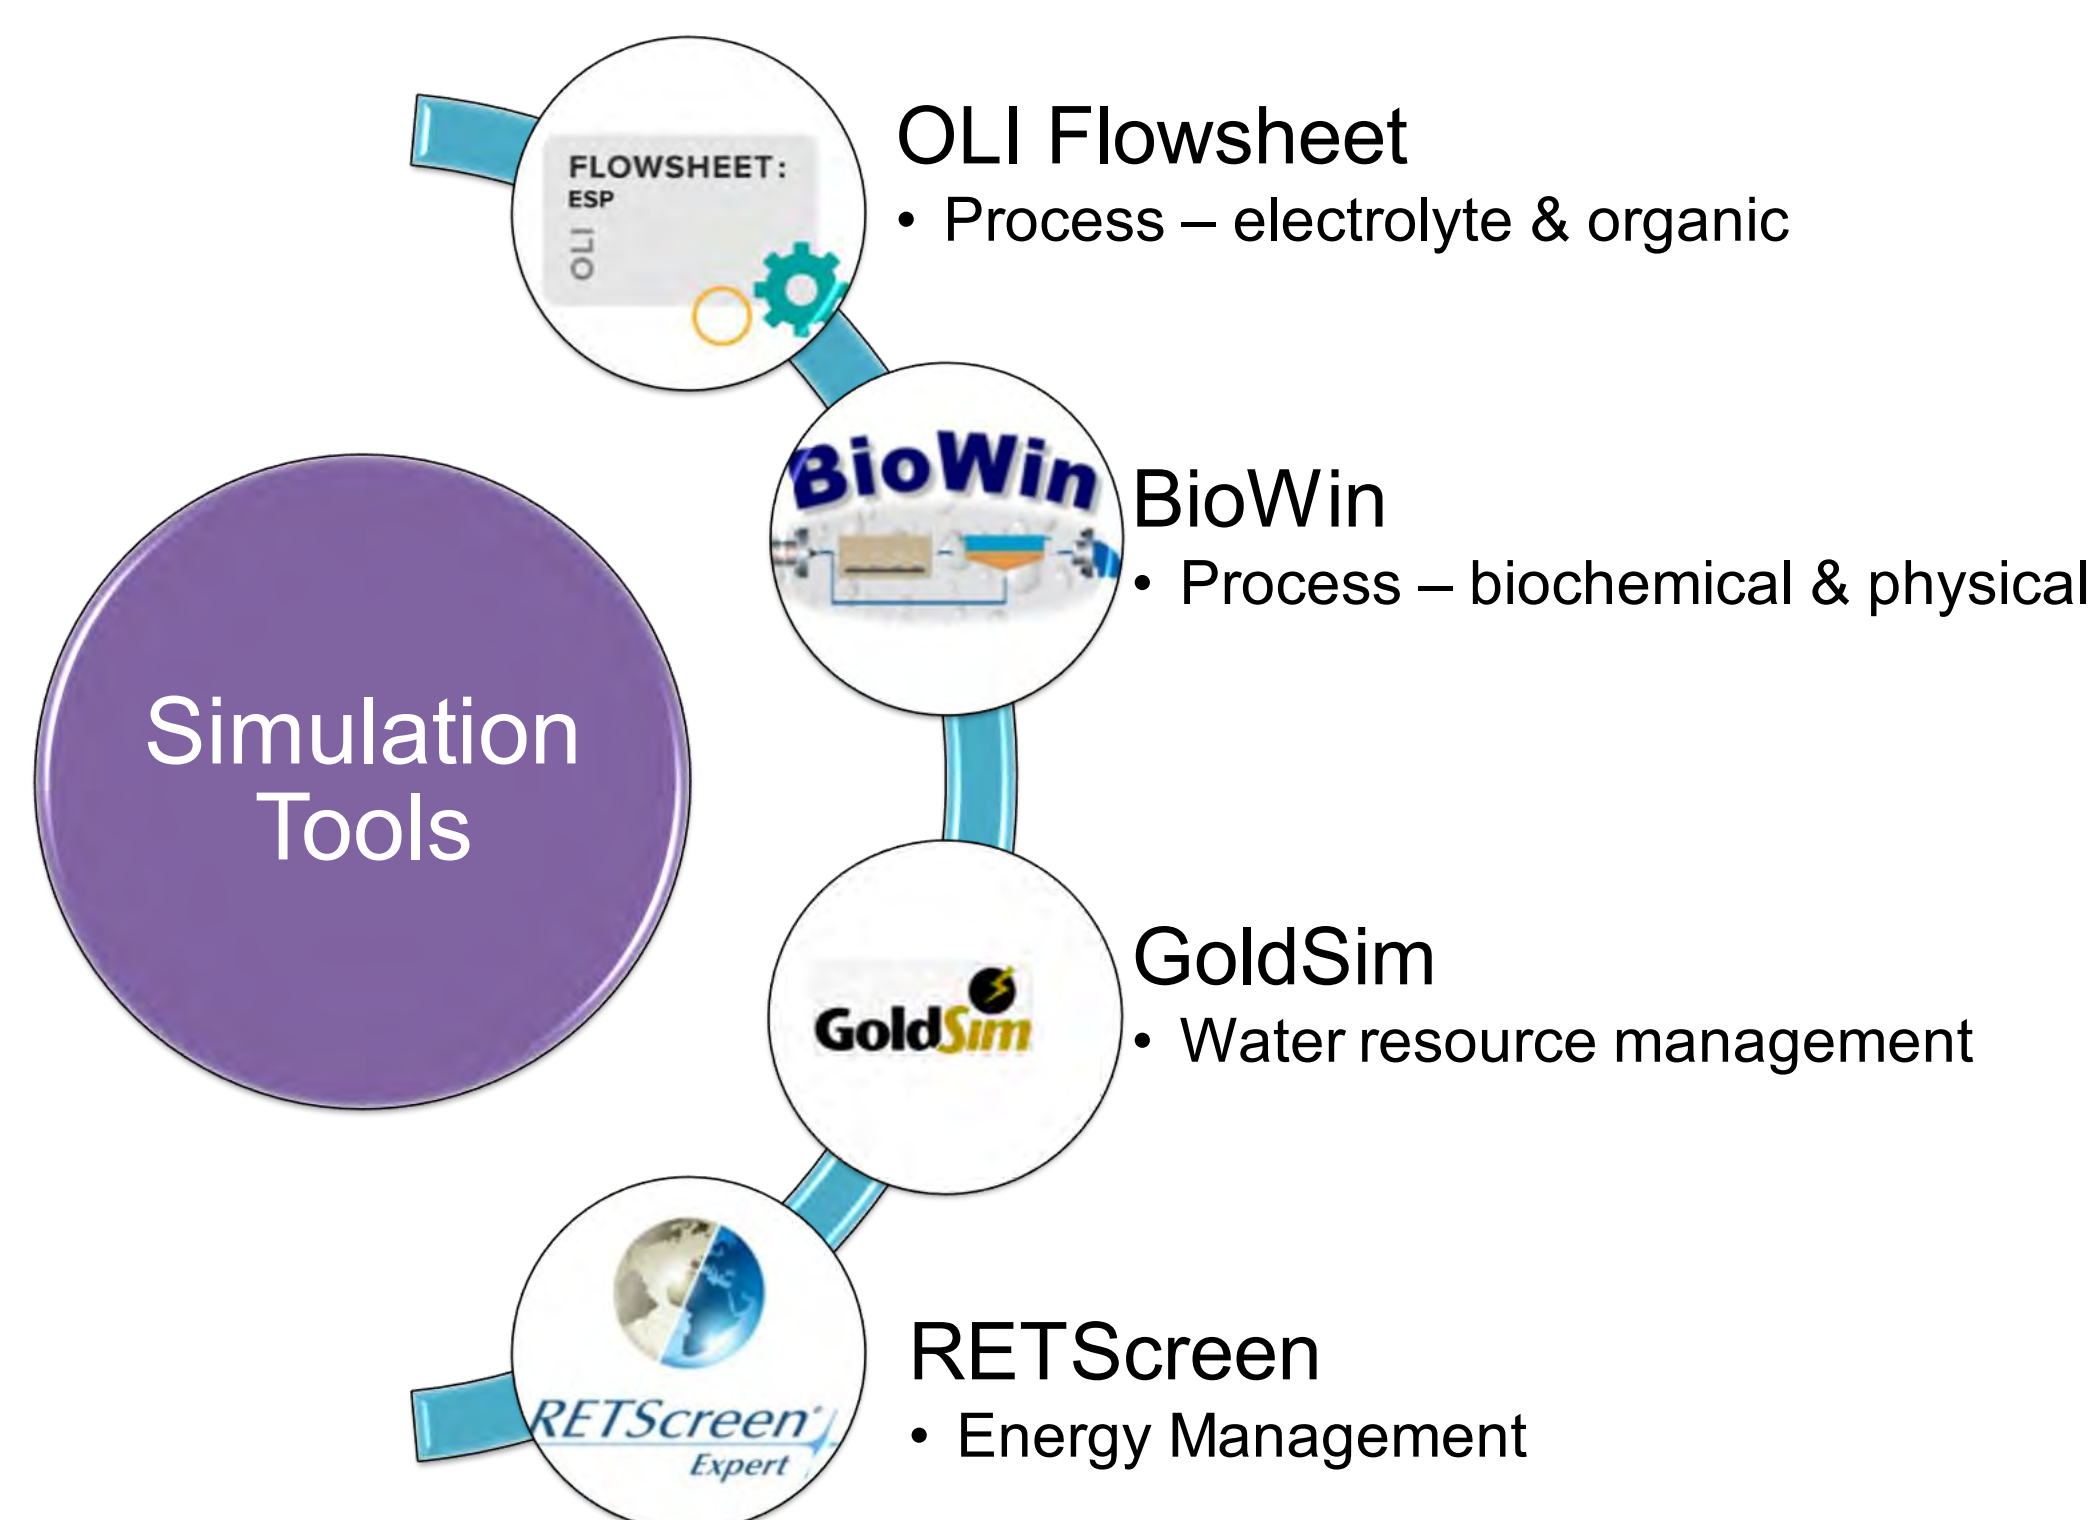 FLOWSHEET:
ESP
OLI
OLI Flowsheet
• Process – electrolyte & organic
BioWin
BioWin
• Process – biochemical & physical
Simulation
Tools
GoldSim
GoldSim
• Water resource management
RETScreen
Expert
RETScreen
• Energy Management